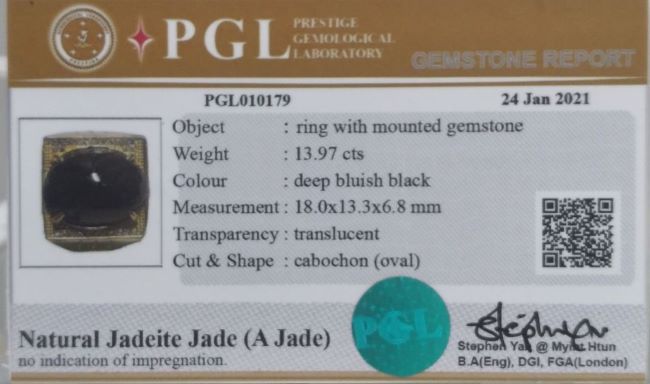 PGL PRESTIGE
GEMOLOGICAL
LABORATORY
GEMSTONE REPORT
PGL010179 24 Jan 2021
Object : ring with mounted gemstone
Weight : 13.97 cts
Colour : deep bluish black
Measurement : 18.0x13.3x6.8 mm
Transparency : translucent
Cut & Shape : cabochon (oval)
PGL
Natural Jadeite Jade (A Jade)
no indication of impregnation.
Stephen @ Myint Htun
B.A(Eng), DGI, FGA(London)